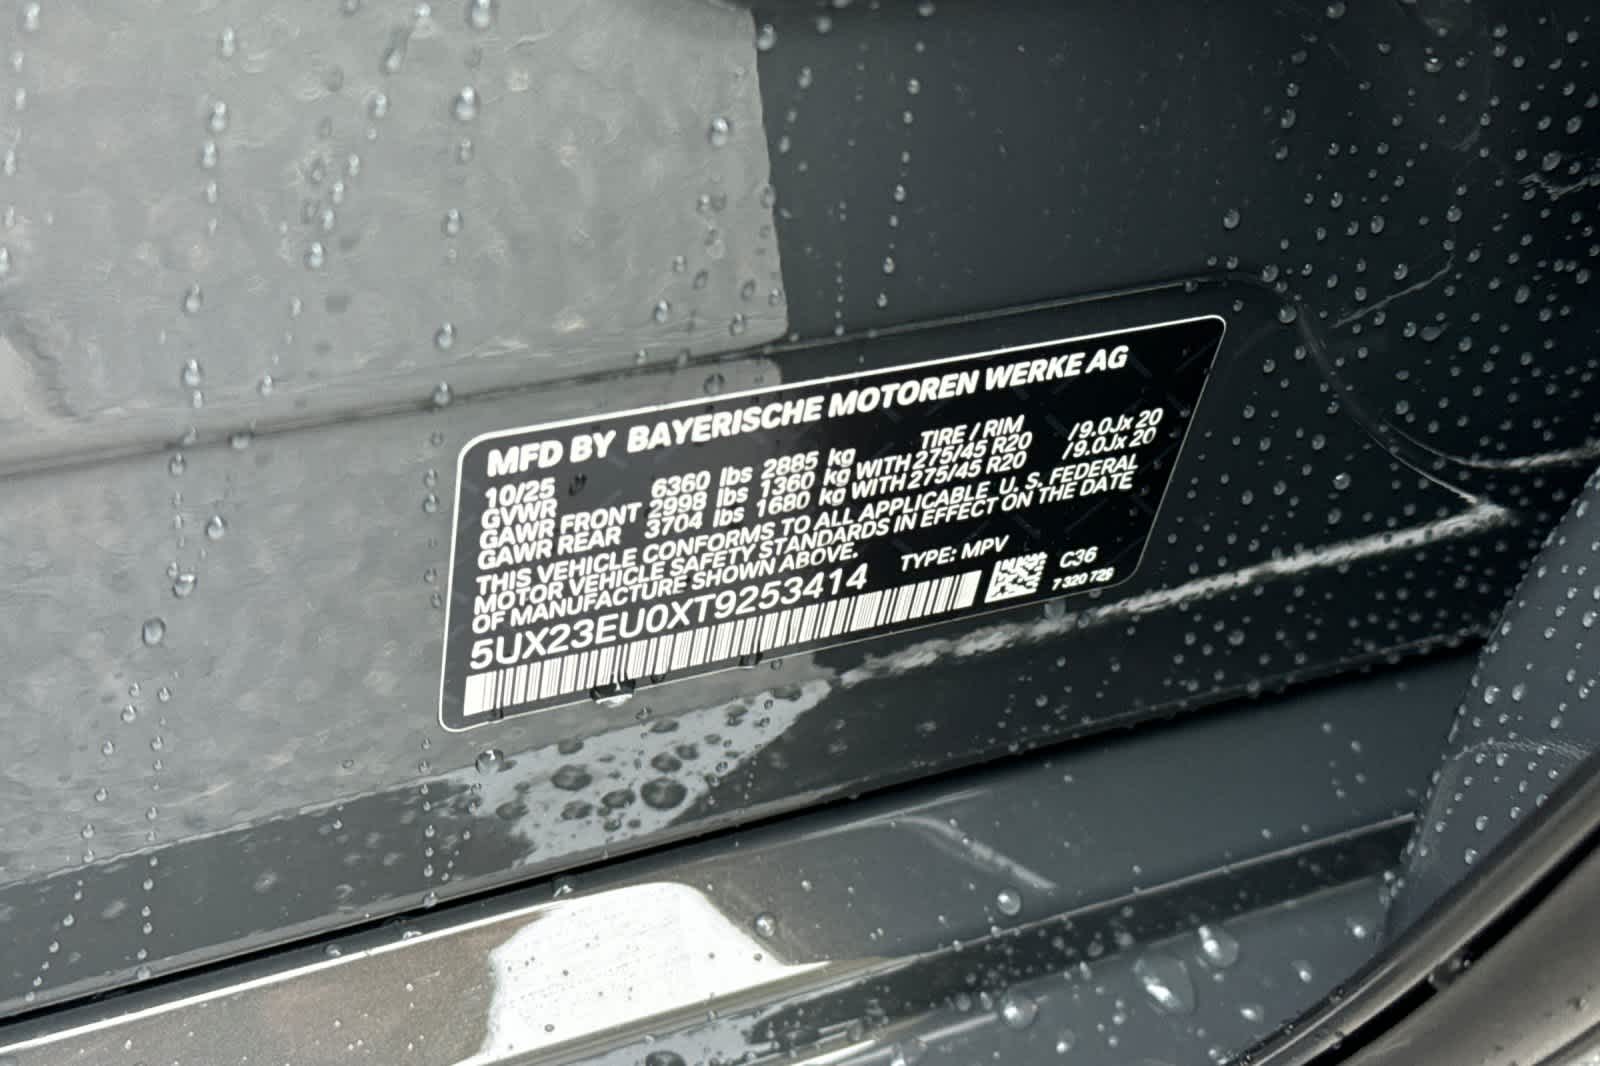 MFD BY BAYERISCHE MOTOREN WERKE AG
10/25 TIRE / RIM
GVWR 6360 lbs 2885 kg
GAWR FRONT 2998 lbs 1360 kg WITH 275/45 R20 /9.0Jx 20
GAWR REAR 3704 lbs 1680 kg WITH 275/45 R20 /9.0Jx 20
THIS VEHICLE CONFORMS TO ALL APPLICABLE U. S. FEDERAL
MOTOR VEHICLE SAFETY STANDARDS IN EFFECT ON THE DATE
OF MANUFACTURE SHOWN ABOVE.
TYPE: MPV
C36
5UX23EU0XT9253414
7 320 729